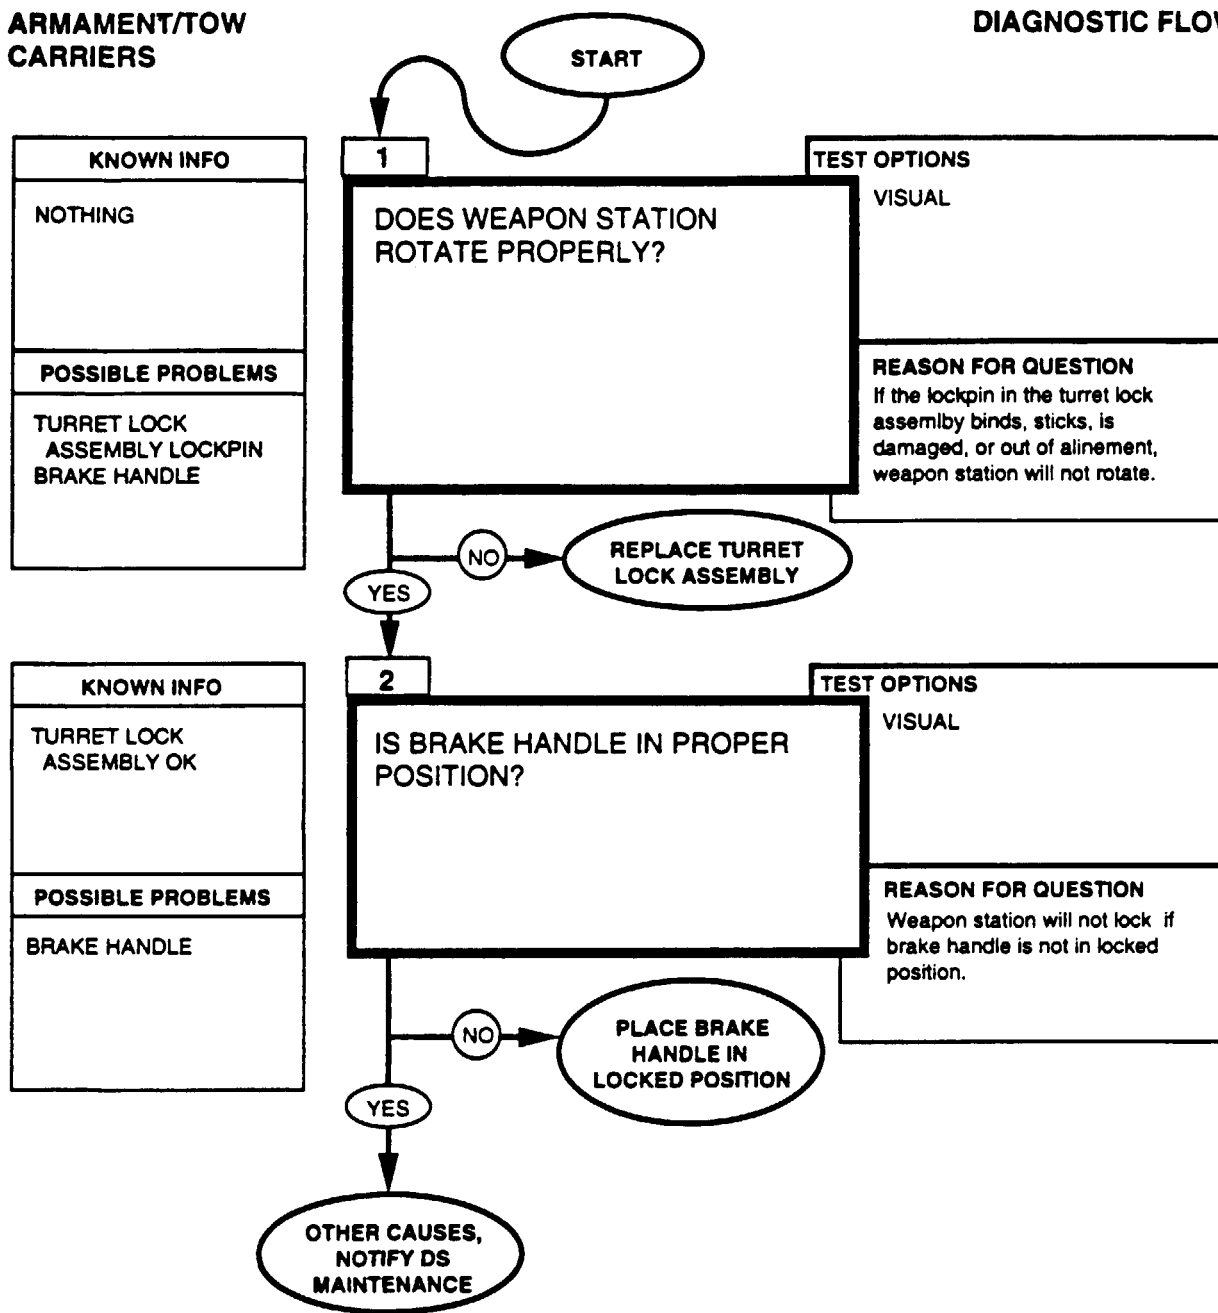 ARMAMENT/TOW
CARRIERS
DIAGNOSTIC FLOW
START
KNOWN INFO
NOTHING
POSSIBLE PROBLEMS
TURRET LOCK
ASSEMBLY LOCKPIN
BRAKE HANDLE
1
DOES WEAPON STATION
ROTATE PROPERLY?
TEST OPTIONS
VISUAL
REASON FOR QUESTION
If the lockpin in the turret lock
assemlby binds, sticks, is
damaged, or out of alinement,
weapon station will not rotate.
NO
REPLACE TURRET
LOCK ASSEMBLY
YES
KNOWN INFO
TURRET LOCK
ASSEMBLY OK
POSSIBLE PROBLEMS
BRAKE HANDLE
2
IS BRAKE HANDLE IN PROPER
POSITION?
TEST OPTIONS
VISUAL
REASON FOR QUESTION
Weapon station will not lock if
brake handle is not in locked
position.
NO
PLACE BRAKE
HANDLE IN
LOCKED POSITION
YES
OTHER CAUSES,
NOTIFY DS
MAINTENANCE